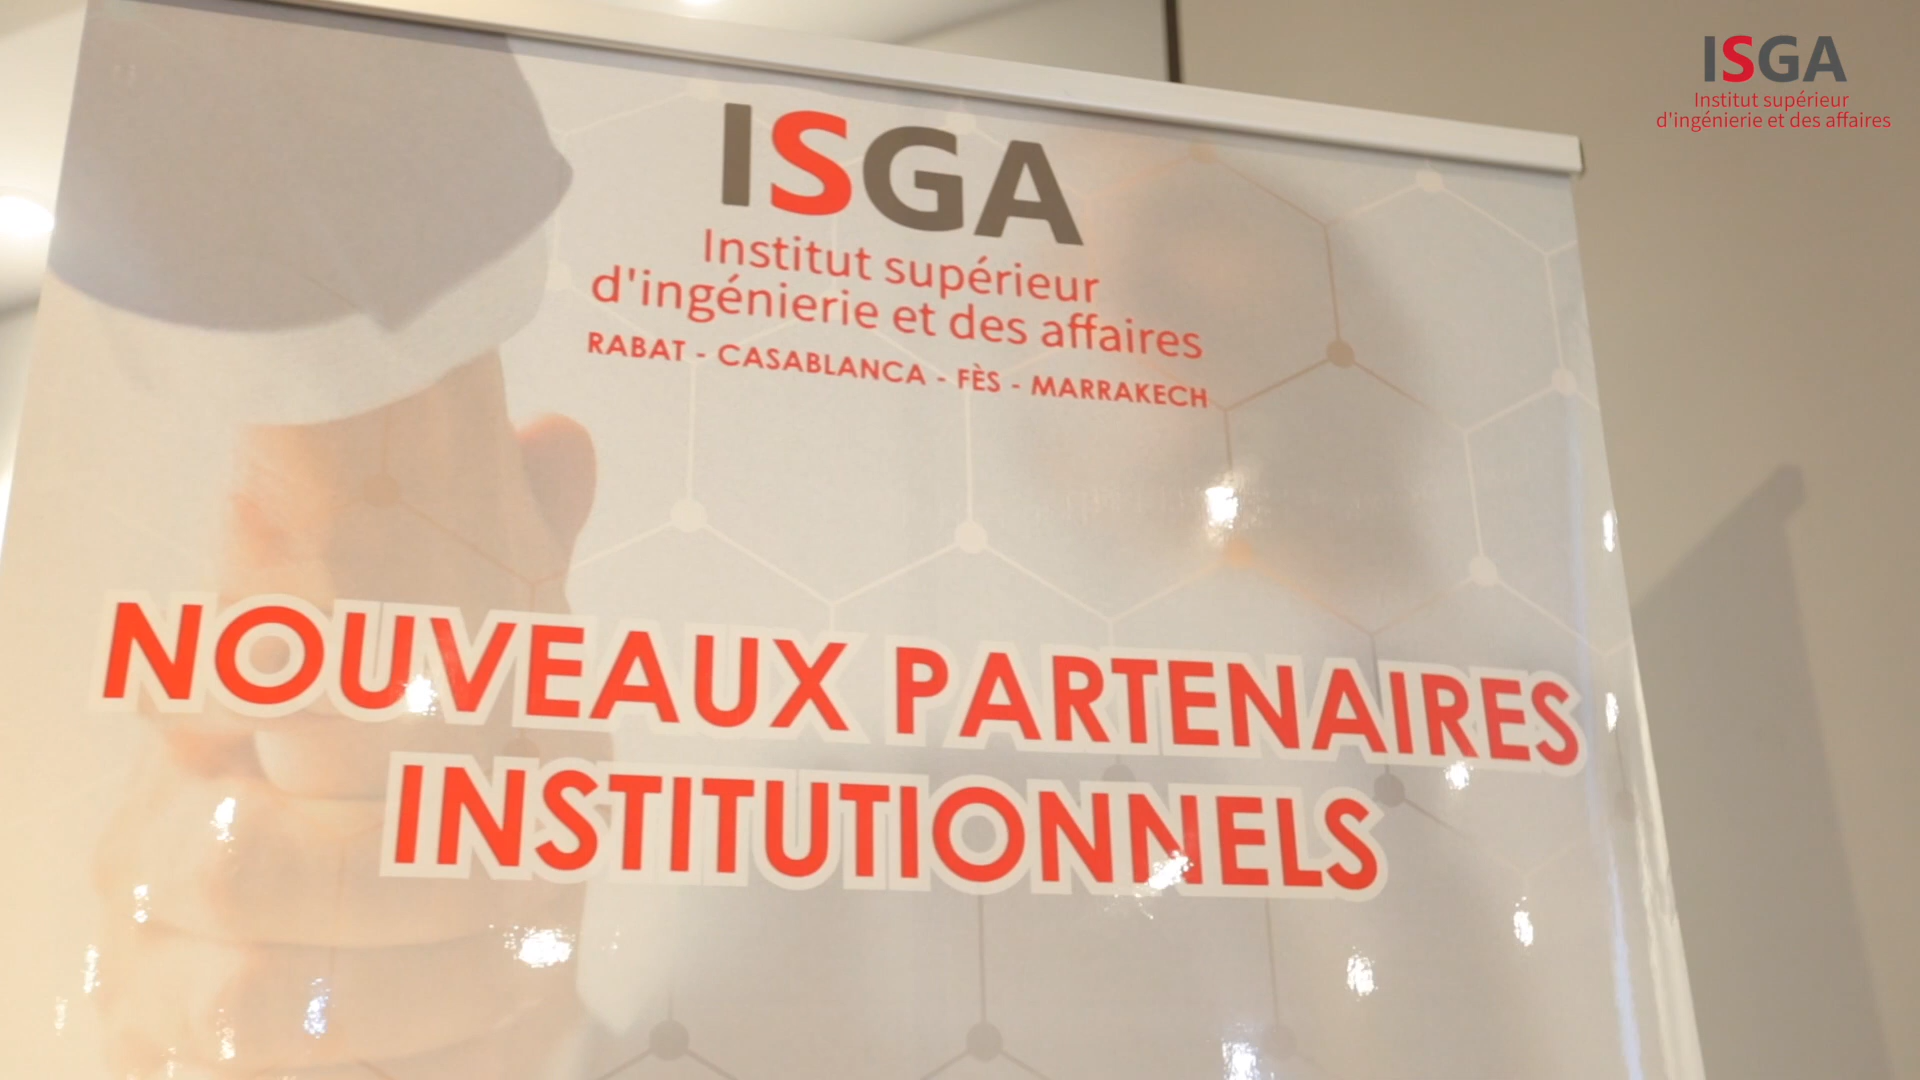 ISGA
Institut supérieur
d'ingénierie et des affaires
ISGA
Institut supérieur
d'ingénierie et des affaires
RABAT - CASABLANCA - FÈS - MARRAKECH
NOUVEAUX PARTENAIRES
INSTITUTIONNELS